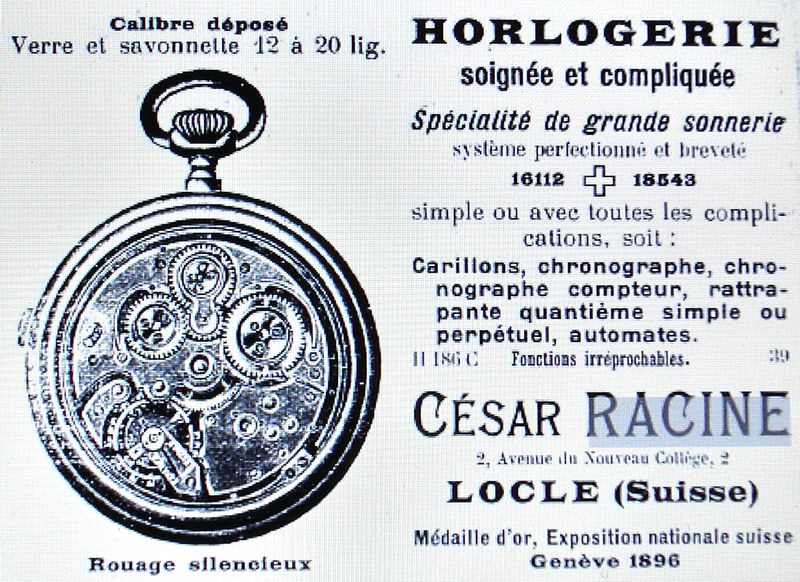 Calibre déposé
Verre et savonnette 12 à 20 lig.
Rouage silencieux
HORLOGERIE
soignée et compliquée
Spécialité de grande sonnerie
système perfectionné et breveté
16112 18543
simple ou avec toutes les compli-
cations, soit :
Carillons, chronographe, chro-
nographe compteur, rattra-
pante quantième simple ou
perpétuel, automates.
H 186 C Fonctions irréprochables. 39
CÉSAR RACINE
2, Avenue du Nouveau Collège, 2
LOCLE (Suisse)
Médaille d'or, Exposition nationale suisse
Genève 1896